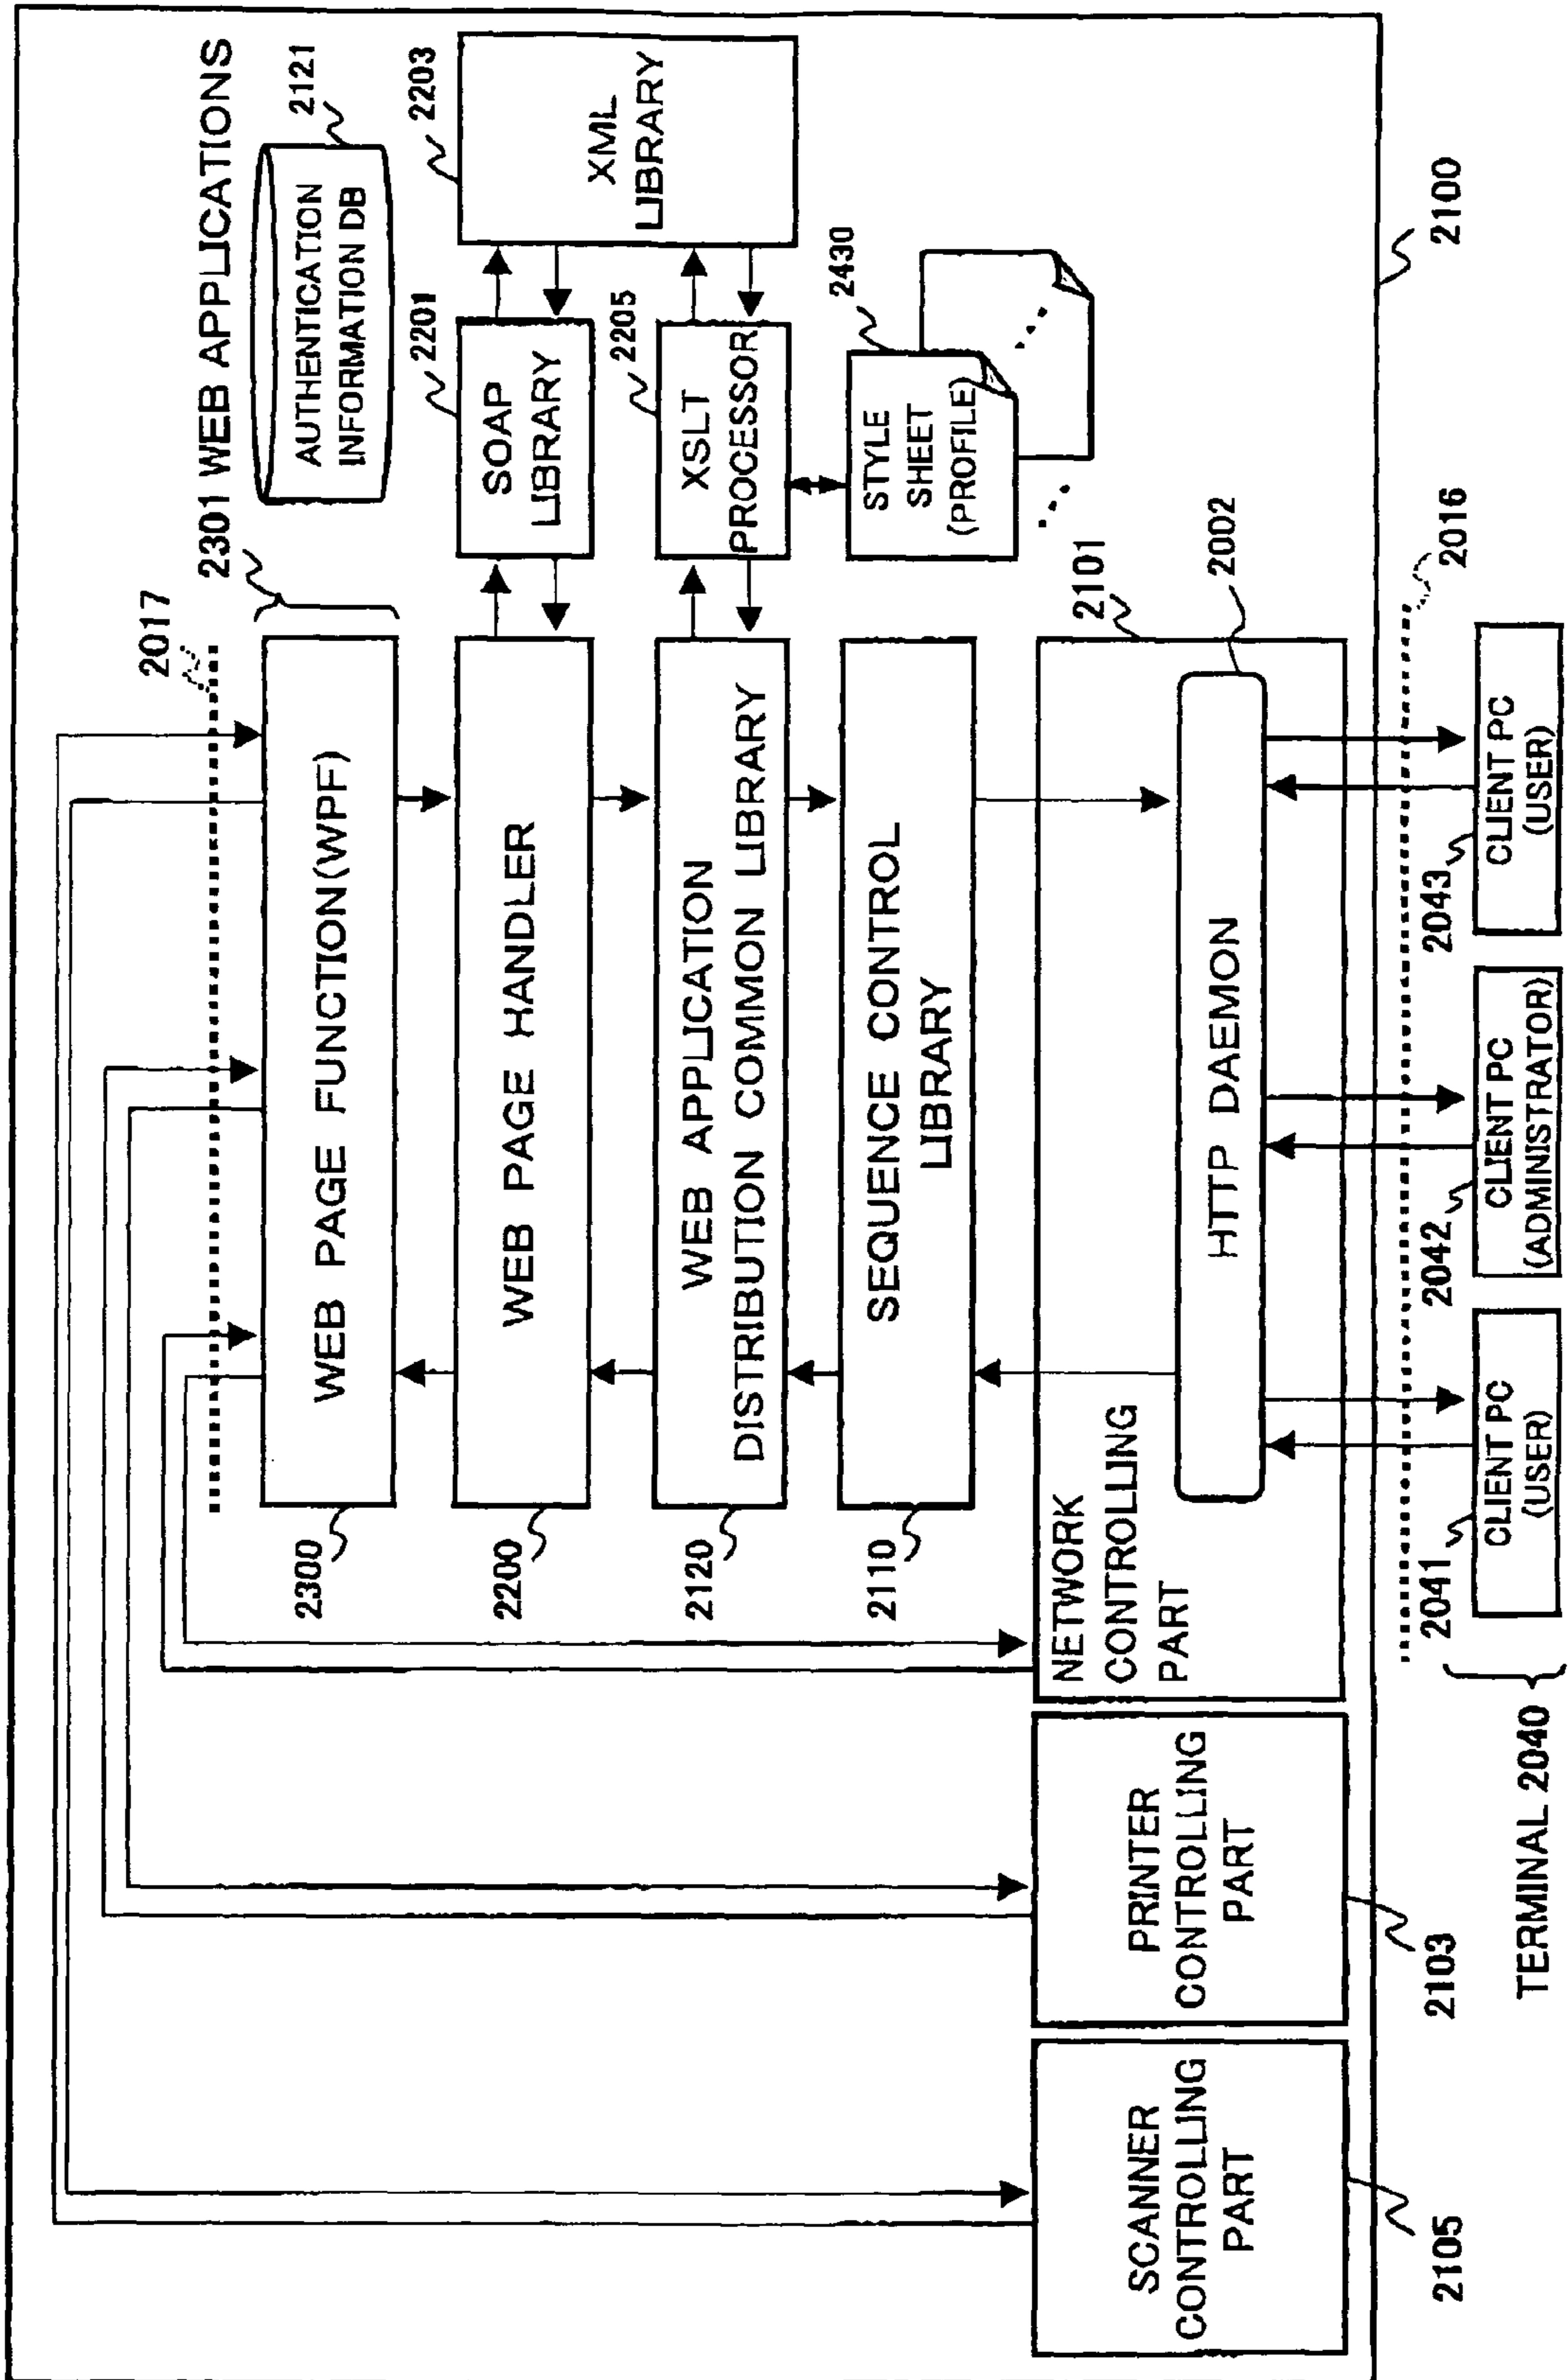 2017
2301 WEB APPLICATIONS
2300
WEB PAGE FUNCTION(WPF)
AUTHENTICATION
INFORMATION DB
2121
2200
WEB PAGE HANDLER
2201
SOAP
LIBRARY
2203
XML
LIBRARY
2120
WEB APPLICATION
DISTRIBUTION COMMON LIBRARY
2205
XSLT
PROCESSOR
2110
SEQUENCE CONTROL
LIBRARY
STYLE
SHEET
(PROFILE)
2430
SCANNER
CONTROLLING
PART
PRINTER
CONTROLLING
PART
NETWORK
CONTROLLING
PART
2101
HTTP DAEMON
2002
2105
2103
2100
2016
TERMINAL 2040
2041
CLIENT PC
(USER)
2042
CLIENT PC
(ADMINISTRATOR)
2043
CLIENT PC
(USER)